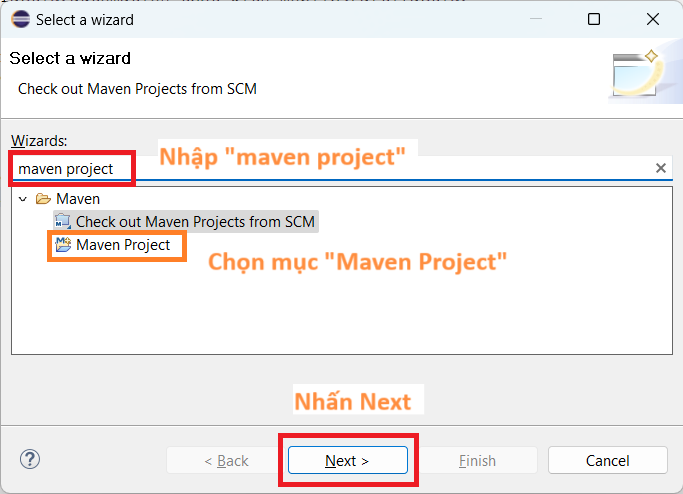 Select a wizard
Select a wizard
Check out Maven Projects from SCM
Wizards:
Nhập "maven project"
maven project
Maven
Check out Maven Projects from SCM
Maven Project
Chọn mục "Maven Project"
Nhấn Next
?
< Back
Next >
Finish
Cancel